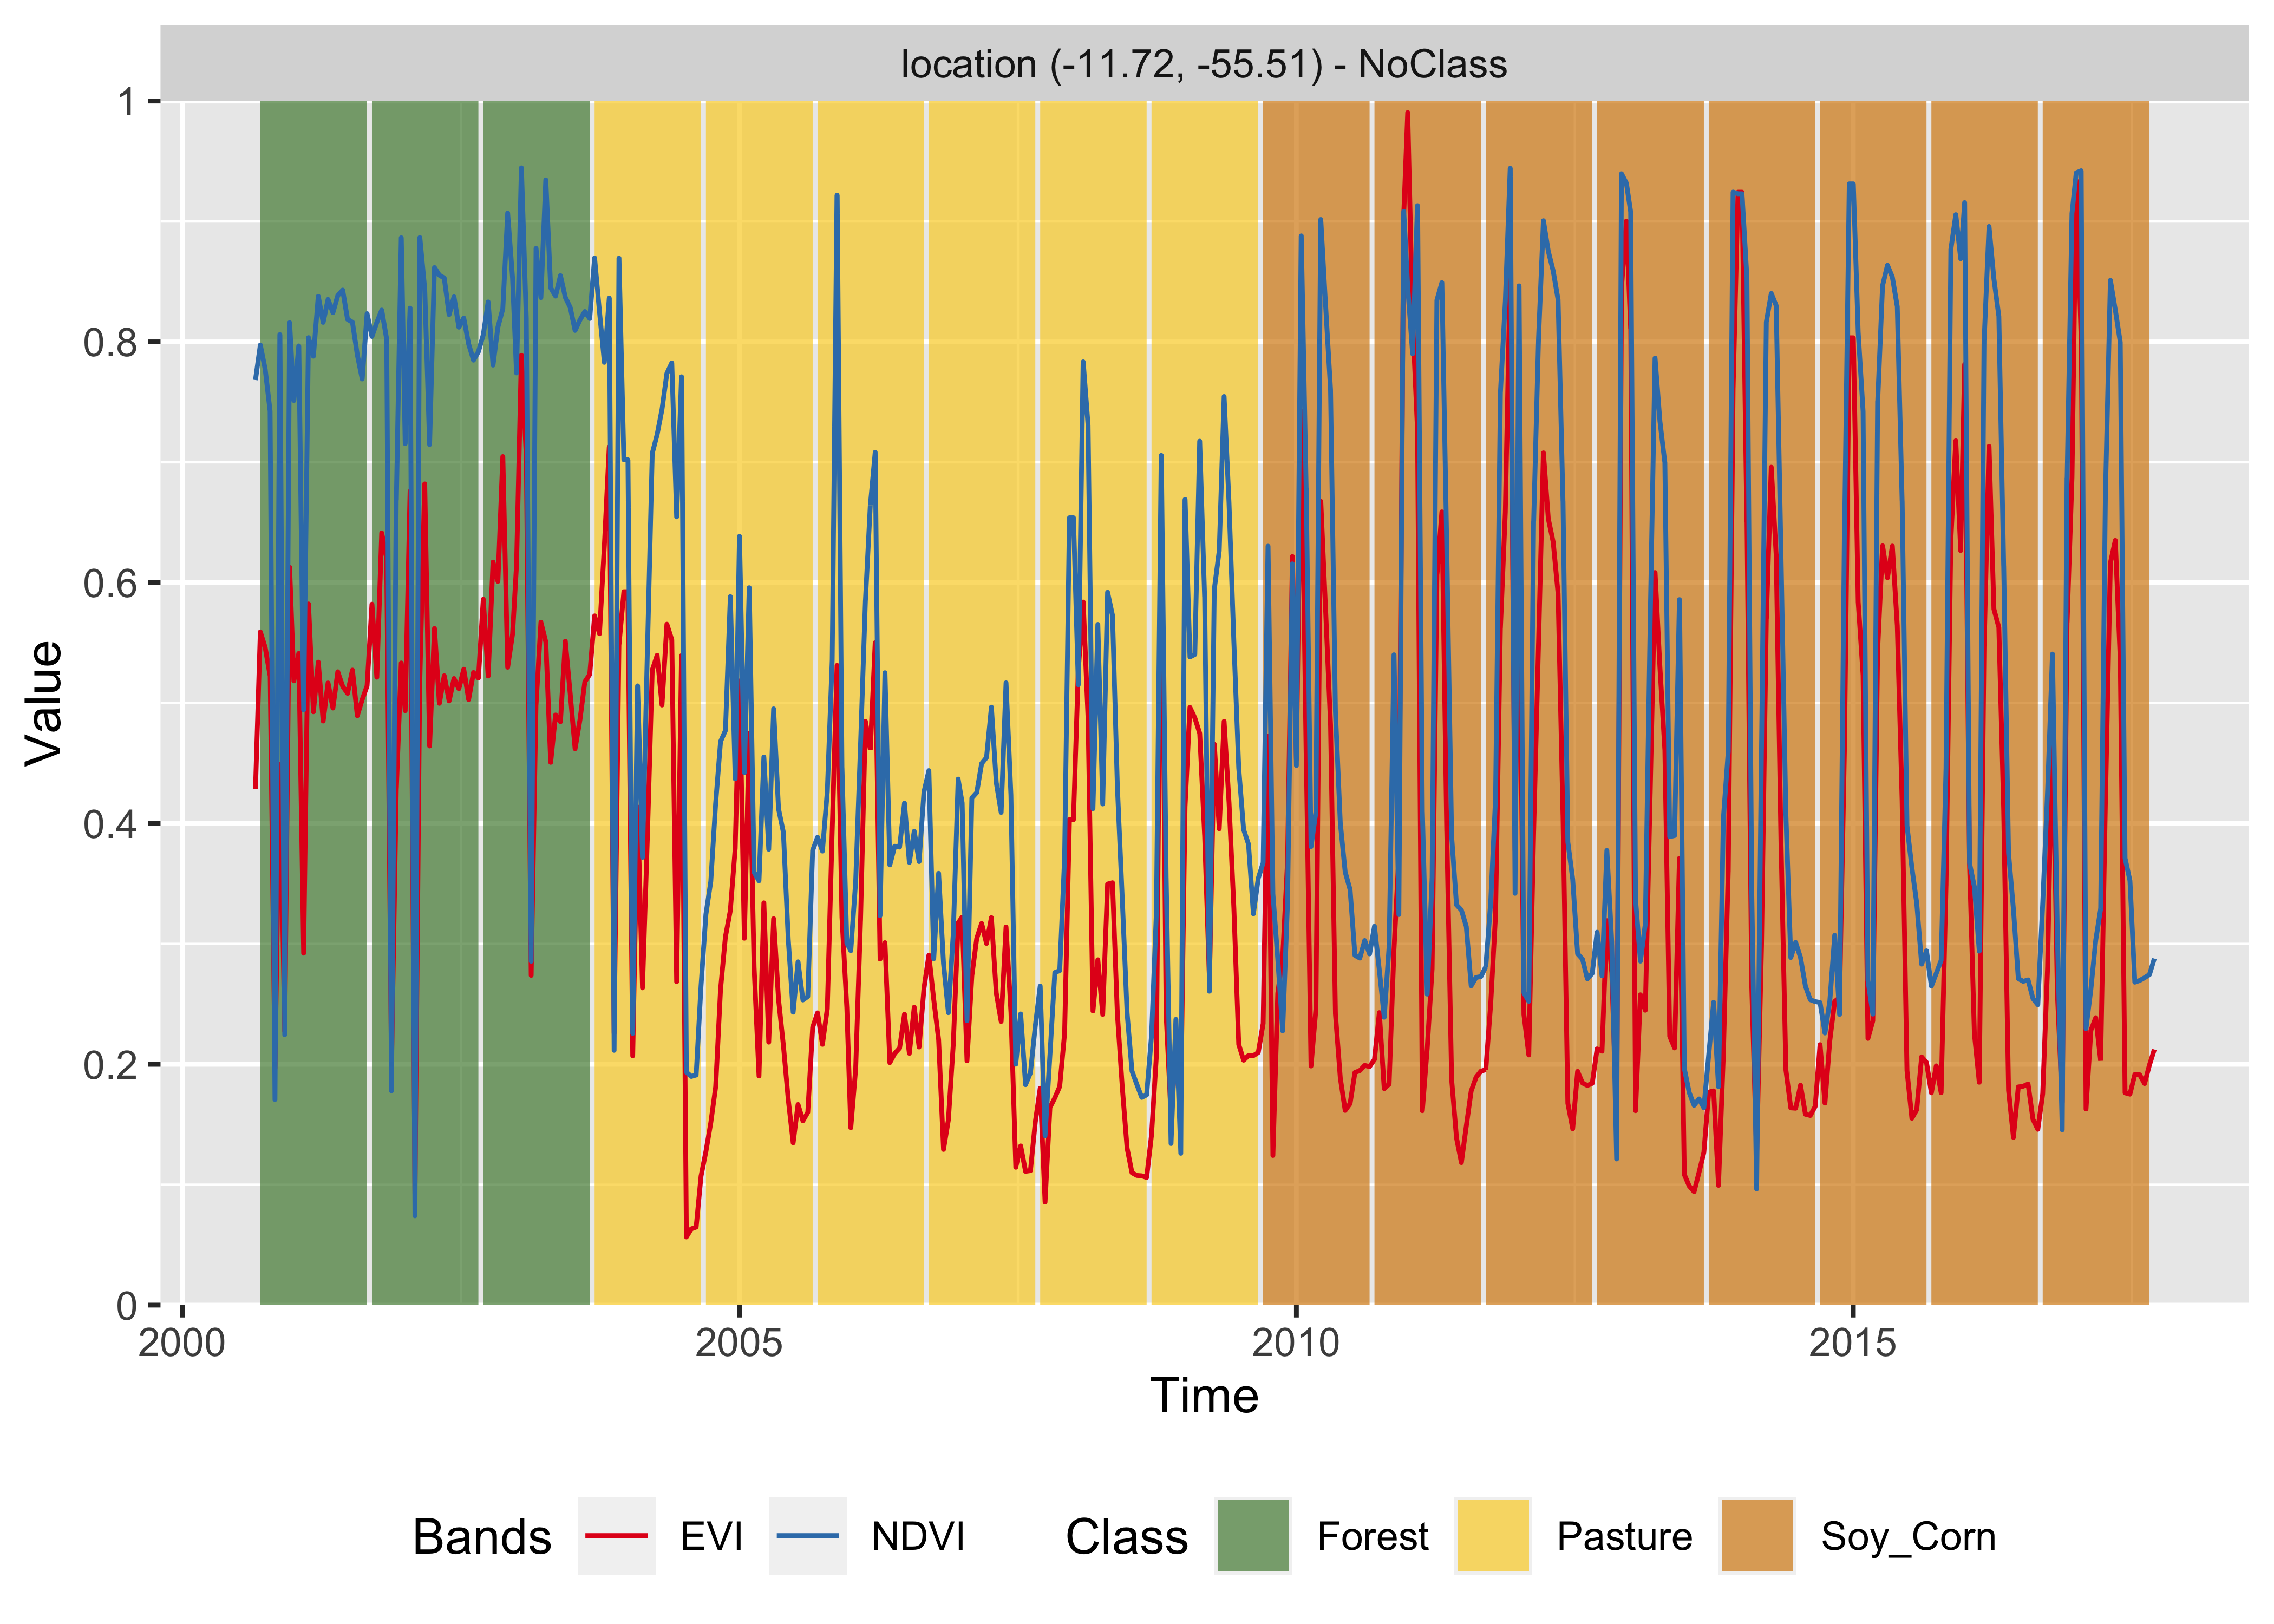 location (-11.72, -55.51) - NoClass
1
0.8
0.6
0.4
0.2
0
Value
2000 2005 2010 2015
Time
Bands EVI NDVI Class Forest Pasture Soy_Corn